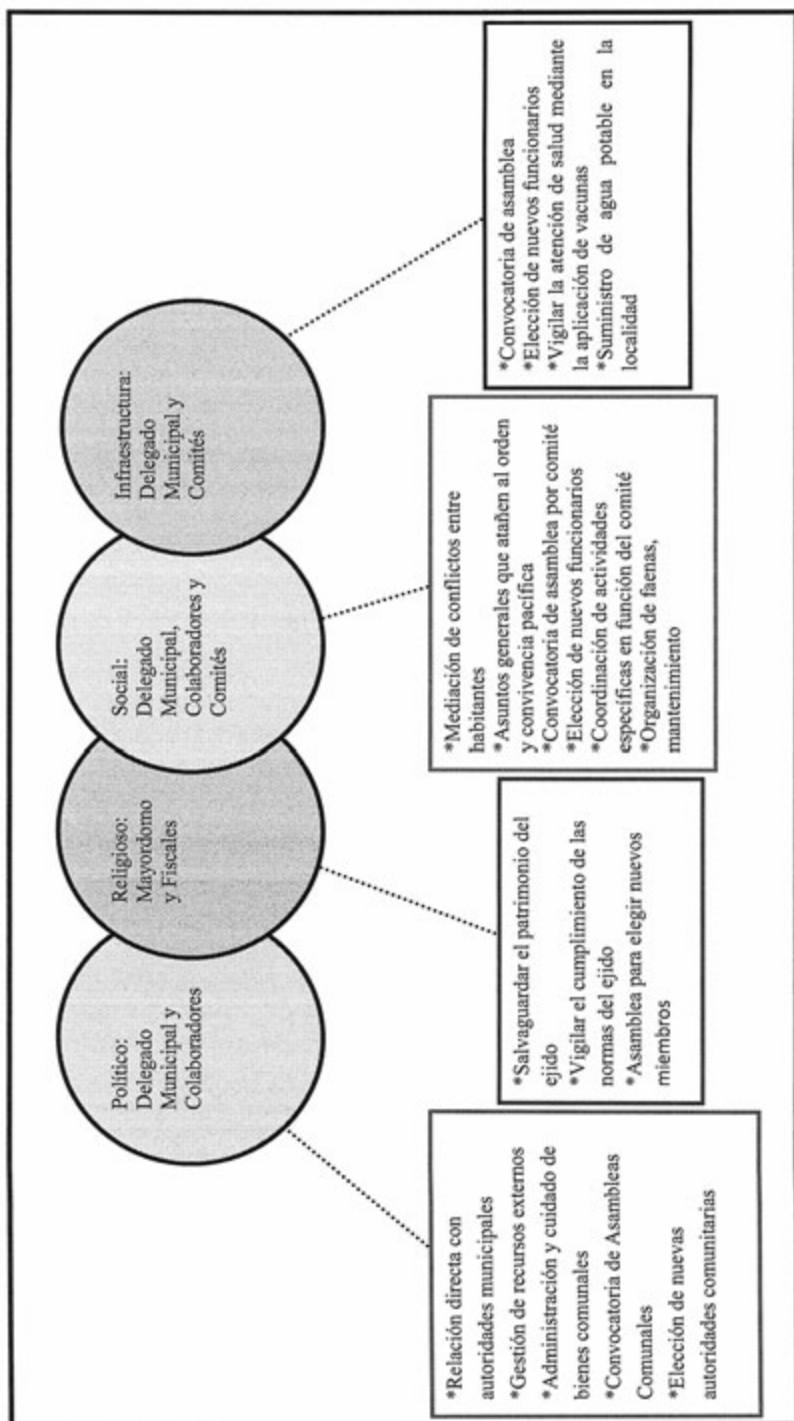 Político:
Delegado
Municipal y
Colaboradores
Religioso:
Mayordomo
y Fiscales
Social:
Delegado
Municipal,
Colaboradores y
Comités
Infraestructura:
Delegado
Municipal y
Comités
*Relación directa con
autoridades municipales
*Gestión de recursos externos
*Administración y cuidado de
bienes comunales
*Convocatoria de Asambleas
Comunales
*Elección de nuevas
autoridades comunitarias
*Salvaguardar el patrimonio del
ejido
*Vigilar el cumplimiento de las
normas del ejido
*Asamblea para elegir nuevos
miembros
*Mediación de conflictos entre
habitantes
*Asuntos generales que atañen al orden
y convivencia pacífica
*Convocatoria de asamblea por comité
*Elección de nuevos funcionarios
*Coordinación de actividades
específicas en función del comité
*Organización de faenas,
mantenimiento
*Convocatoria de asamblea
*Elección de nuevos funcionarios
*Vigilar la atención de salud mediante
la aplicación de vacunas
*Suministro de agua potable en la
localidad